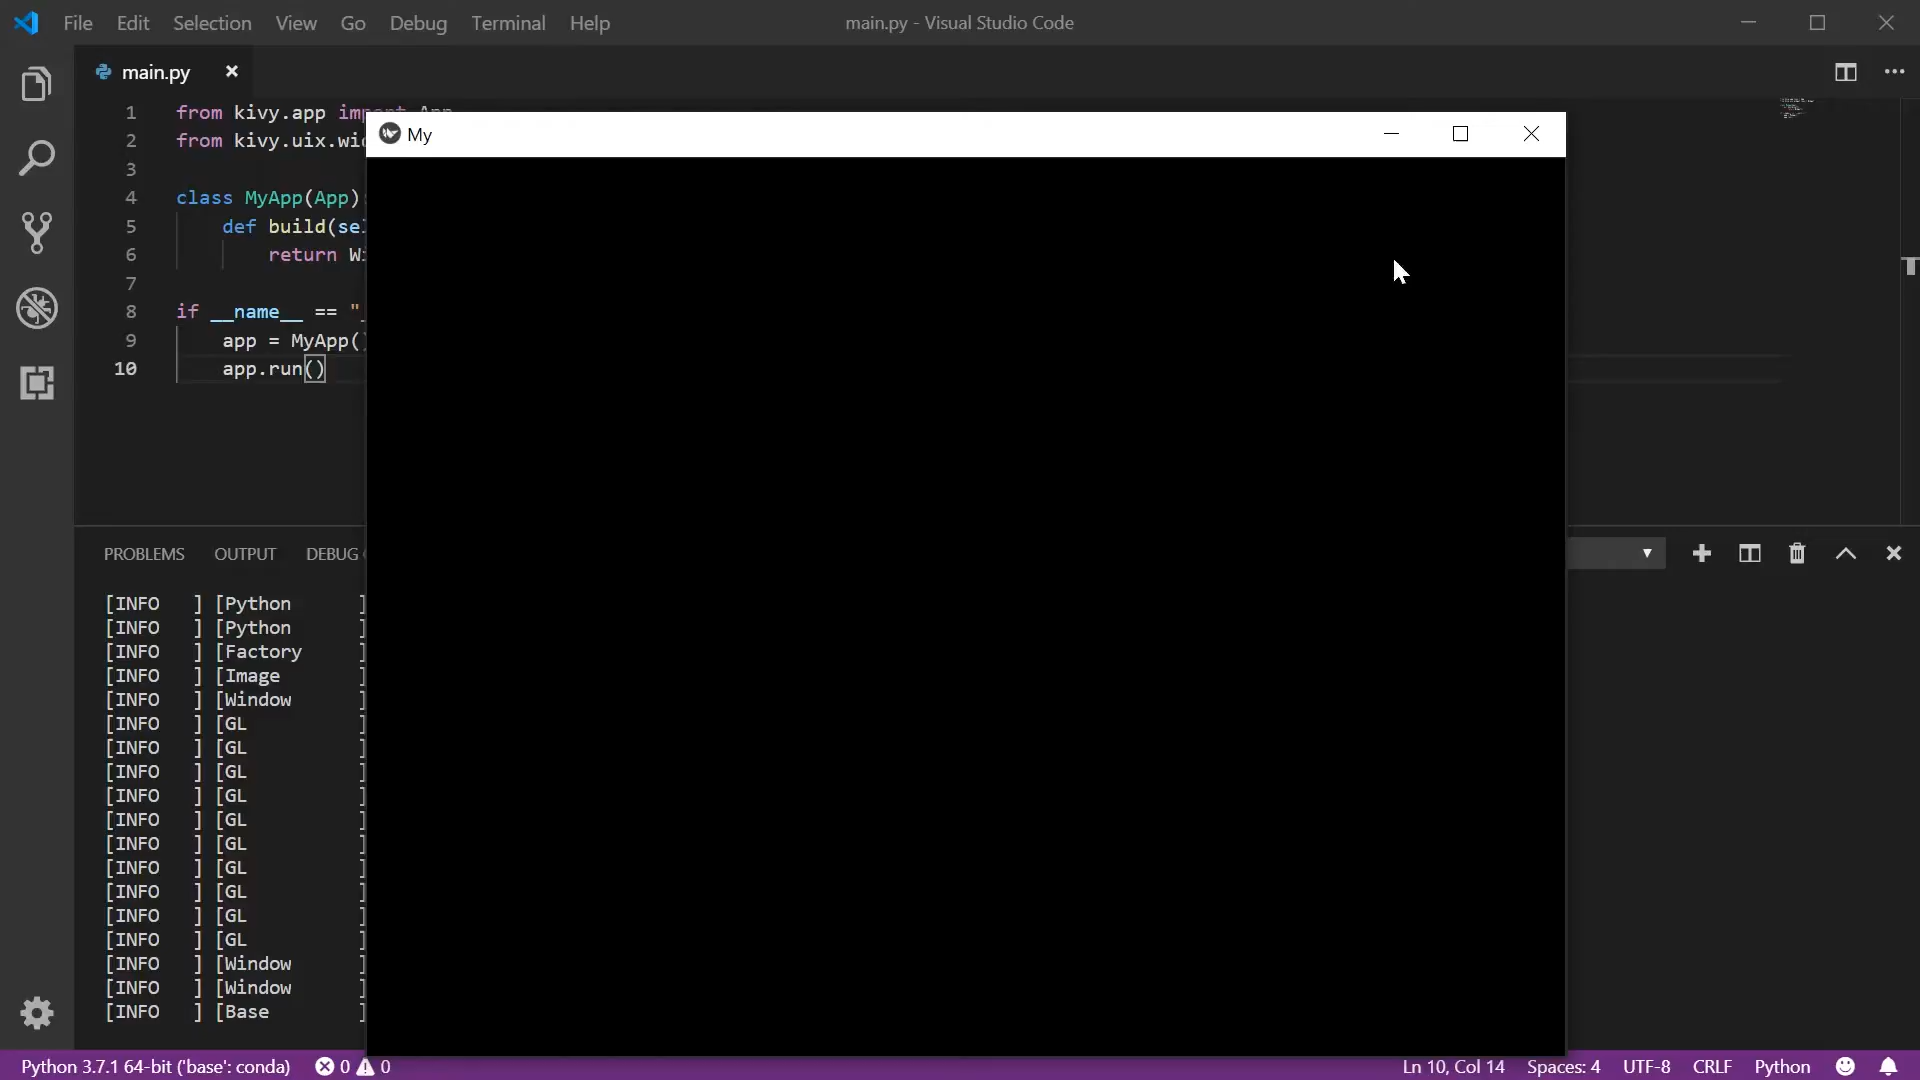 File Edit Selection View Go Debug Terminal Help main.py - Visual Studio Code
main.py
1 from kivy.app import App
My
2 from kivy.uix.wid
3
4 class MyApp(App):
5 def build(sel
6 return Wi
7
8 if __name__ == "_
9 app = MyApp()
10 app.run()
PROBLEMS OUTPUT DEBUG
[INFO ] [Python ]
[INFO ] [Python ]
[INFO ] [Factory ]
[INFO ] [Image ]
[INFO ] [Window ]
[INFO ] [GL ]
[INFO ] [GL ]
[INFO ] [GL ]
[INFO ] [GL ]
[INFO ] [GL ]
[INFO ] [GL ]
[INFO ] [GL ]
[INFO ] [GL ]
[INFO ] [GL ]
[INFO ] [GL ]
[INFO ] [Window ]
[INFO ] [Window ]
[INFO ] [Base ]
Python 3.7.1 64-bit ('base': conda) 0 0 Ln 10, Col 14 Spaces: 4 UTF-8 CRLF Python